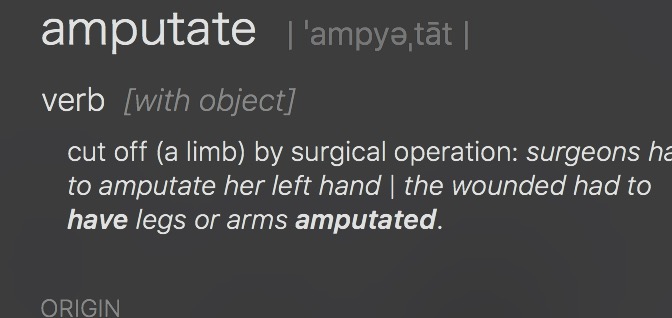 amputate | ˈampyəˌtāt |
verb [with object]
cut off (a limb) by surgical operation: surgeons ha
to amputate her left hand | the wounded had to
have legs or arms amputated.
ORIGIN